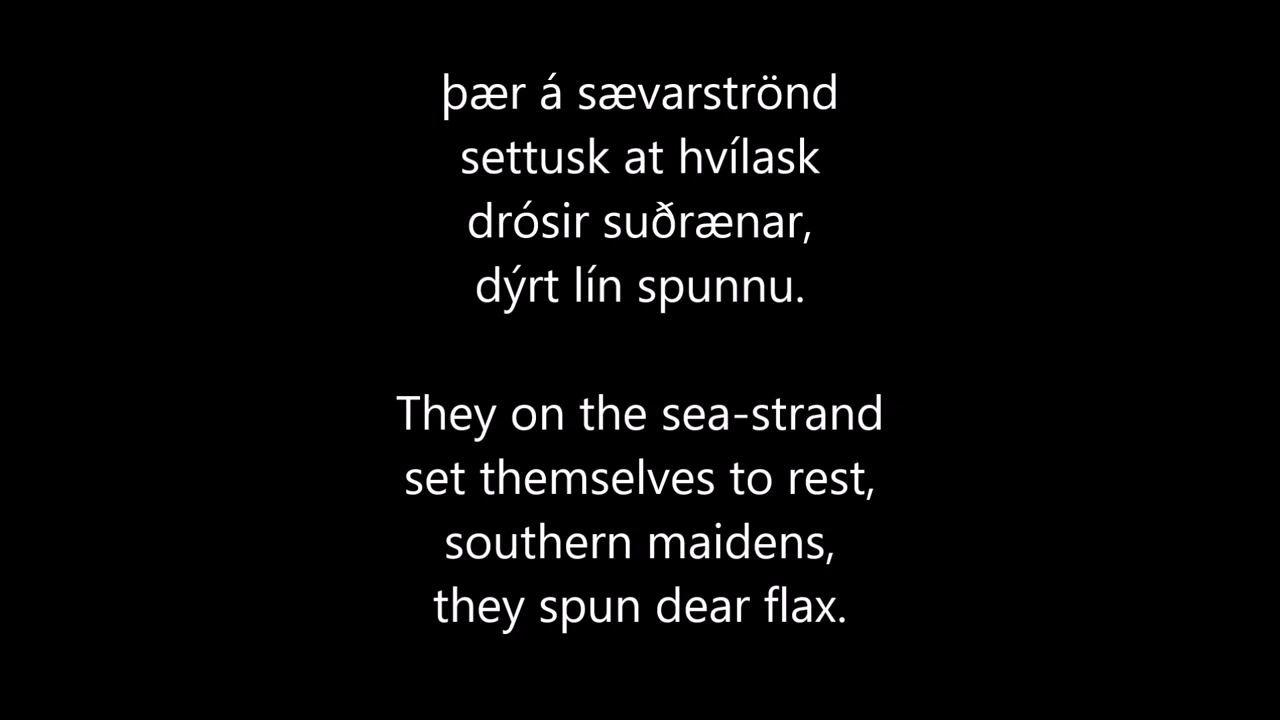 þær á sævarströnd
settusk at hvílask
drósir suðrænar,
dýrt lín spunnu.
They on the sea-strand
set themselves to rest,
southern maidens,
they spun dear flax.